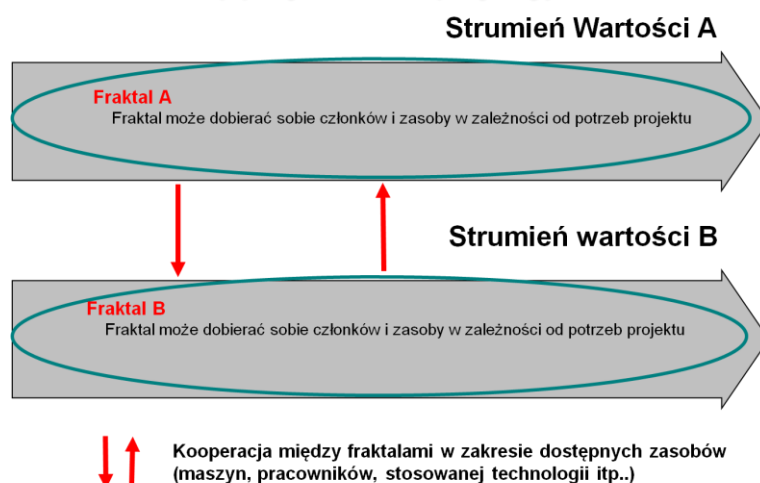 Strumień Wartości A
Fraktal A
Fraktal może dobierać sobie członków i zasoby w zależności od potrzeb projektu
Strumień wartości B
Fraktal B
Fraktal może dobierać sobie członków i zasoby w zależności od potrzeb projektu
Kooperacja między fraktalami w zakresie dostępnych zasobów
(maszyn, pracowników, stosowanej technologii itp..)